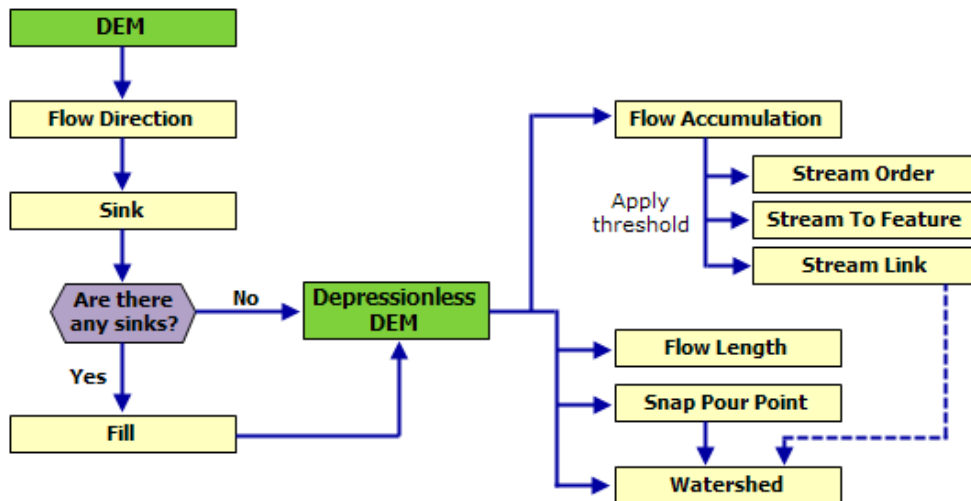 DEM
Flow Direction
Sink
Are there
any sinks?
No
Yes
Fill
Depressionless
DEM
Flow Accumulation
Apply
threshold
Stream Order
Stream To Feature
Stream Link
Flow Length
Snap Pour Point
Watershed